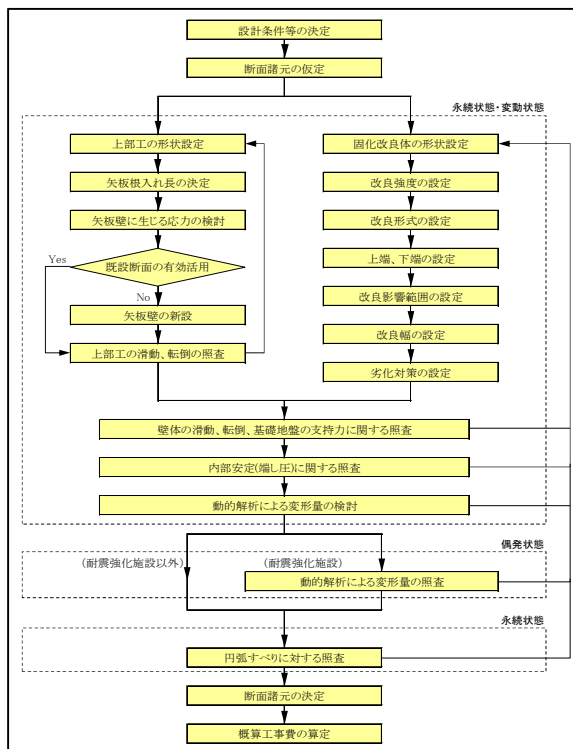 設計条件等の決定
断面諸元の仮定
永続状態・変動状態
上部工の形状設定
矢板根入れ長の決定
矢板壁に生じる応力の検討
Yes
既設断面の有効活用
No
矢板壁の新設
上部工の滑動、転倒の照査
固化改良体の形状設定
改良強度の設定
改良形式の設定
上端、下端の設定
改良影響範囲の設定
改良幅の設定
劣化対策の設定
壁体の滑動、転倒、基礎地盤の支持力に関する照査
内部安定(端し圧)に関する照査
動的解析による変形量の検討
偶発状態
(耐震強化施設以外)
(耐震強化施設)
動的解析による変形量の照査
永続状態
円弧すべりに対する照査
断面諸元の決定
概算工事費の算定